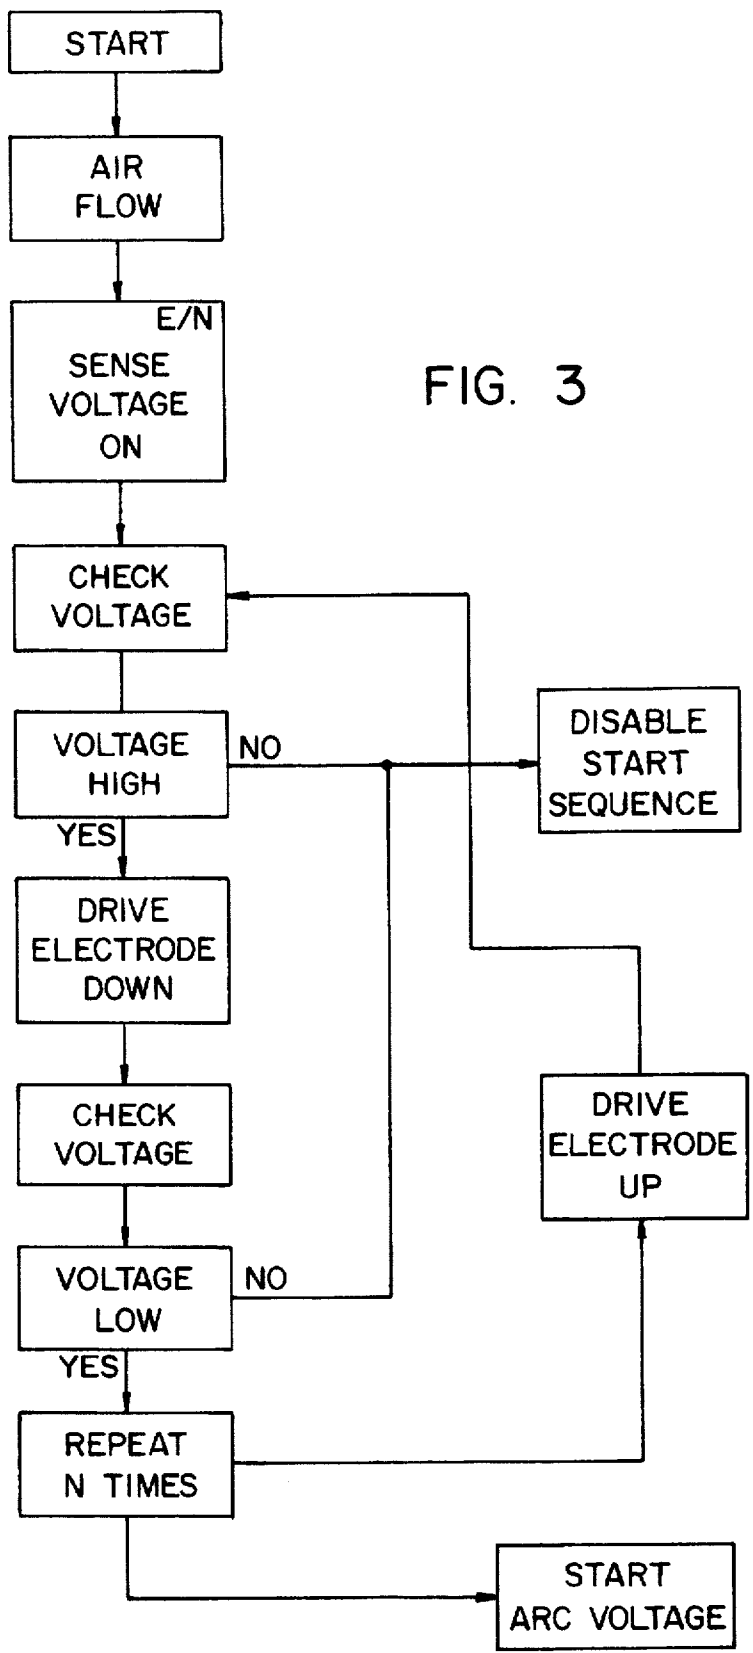 START
AIR
FLOW
E/N
SENSE
VOLTAGE
ON
FIG. 3
CHECK
VOLTAGE
VOLTAGE
HIGH
NO
DISABLE
START
SEQUENCE
YES
DRIVE
ELECTRODE
DOWN
CHECK
VOLTAGE
DRIVE
ELECTRODE
UP
VOLTAGE
LOW
NO
YES
REPEAT
N TIMES
START
ARC VOLTAGE